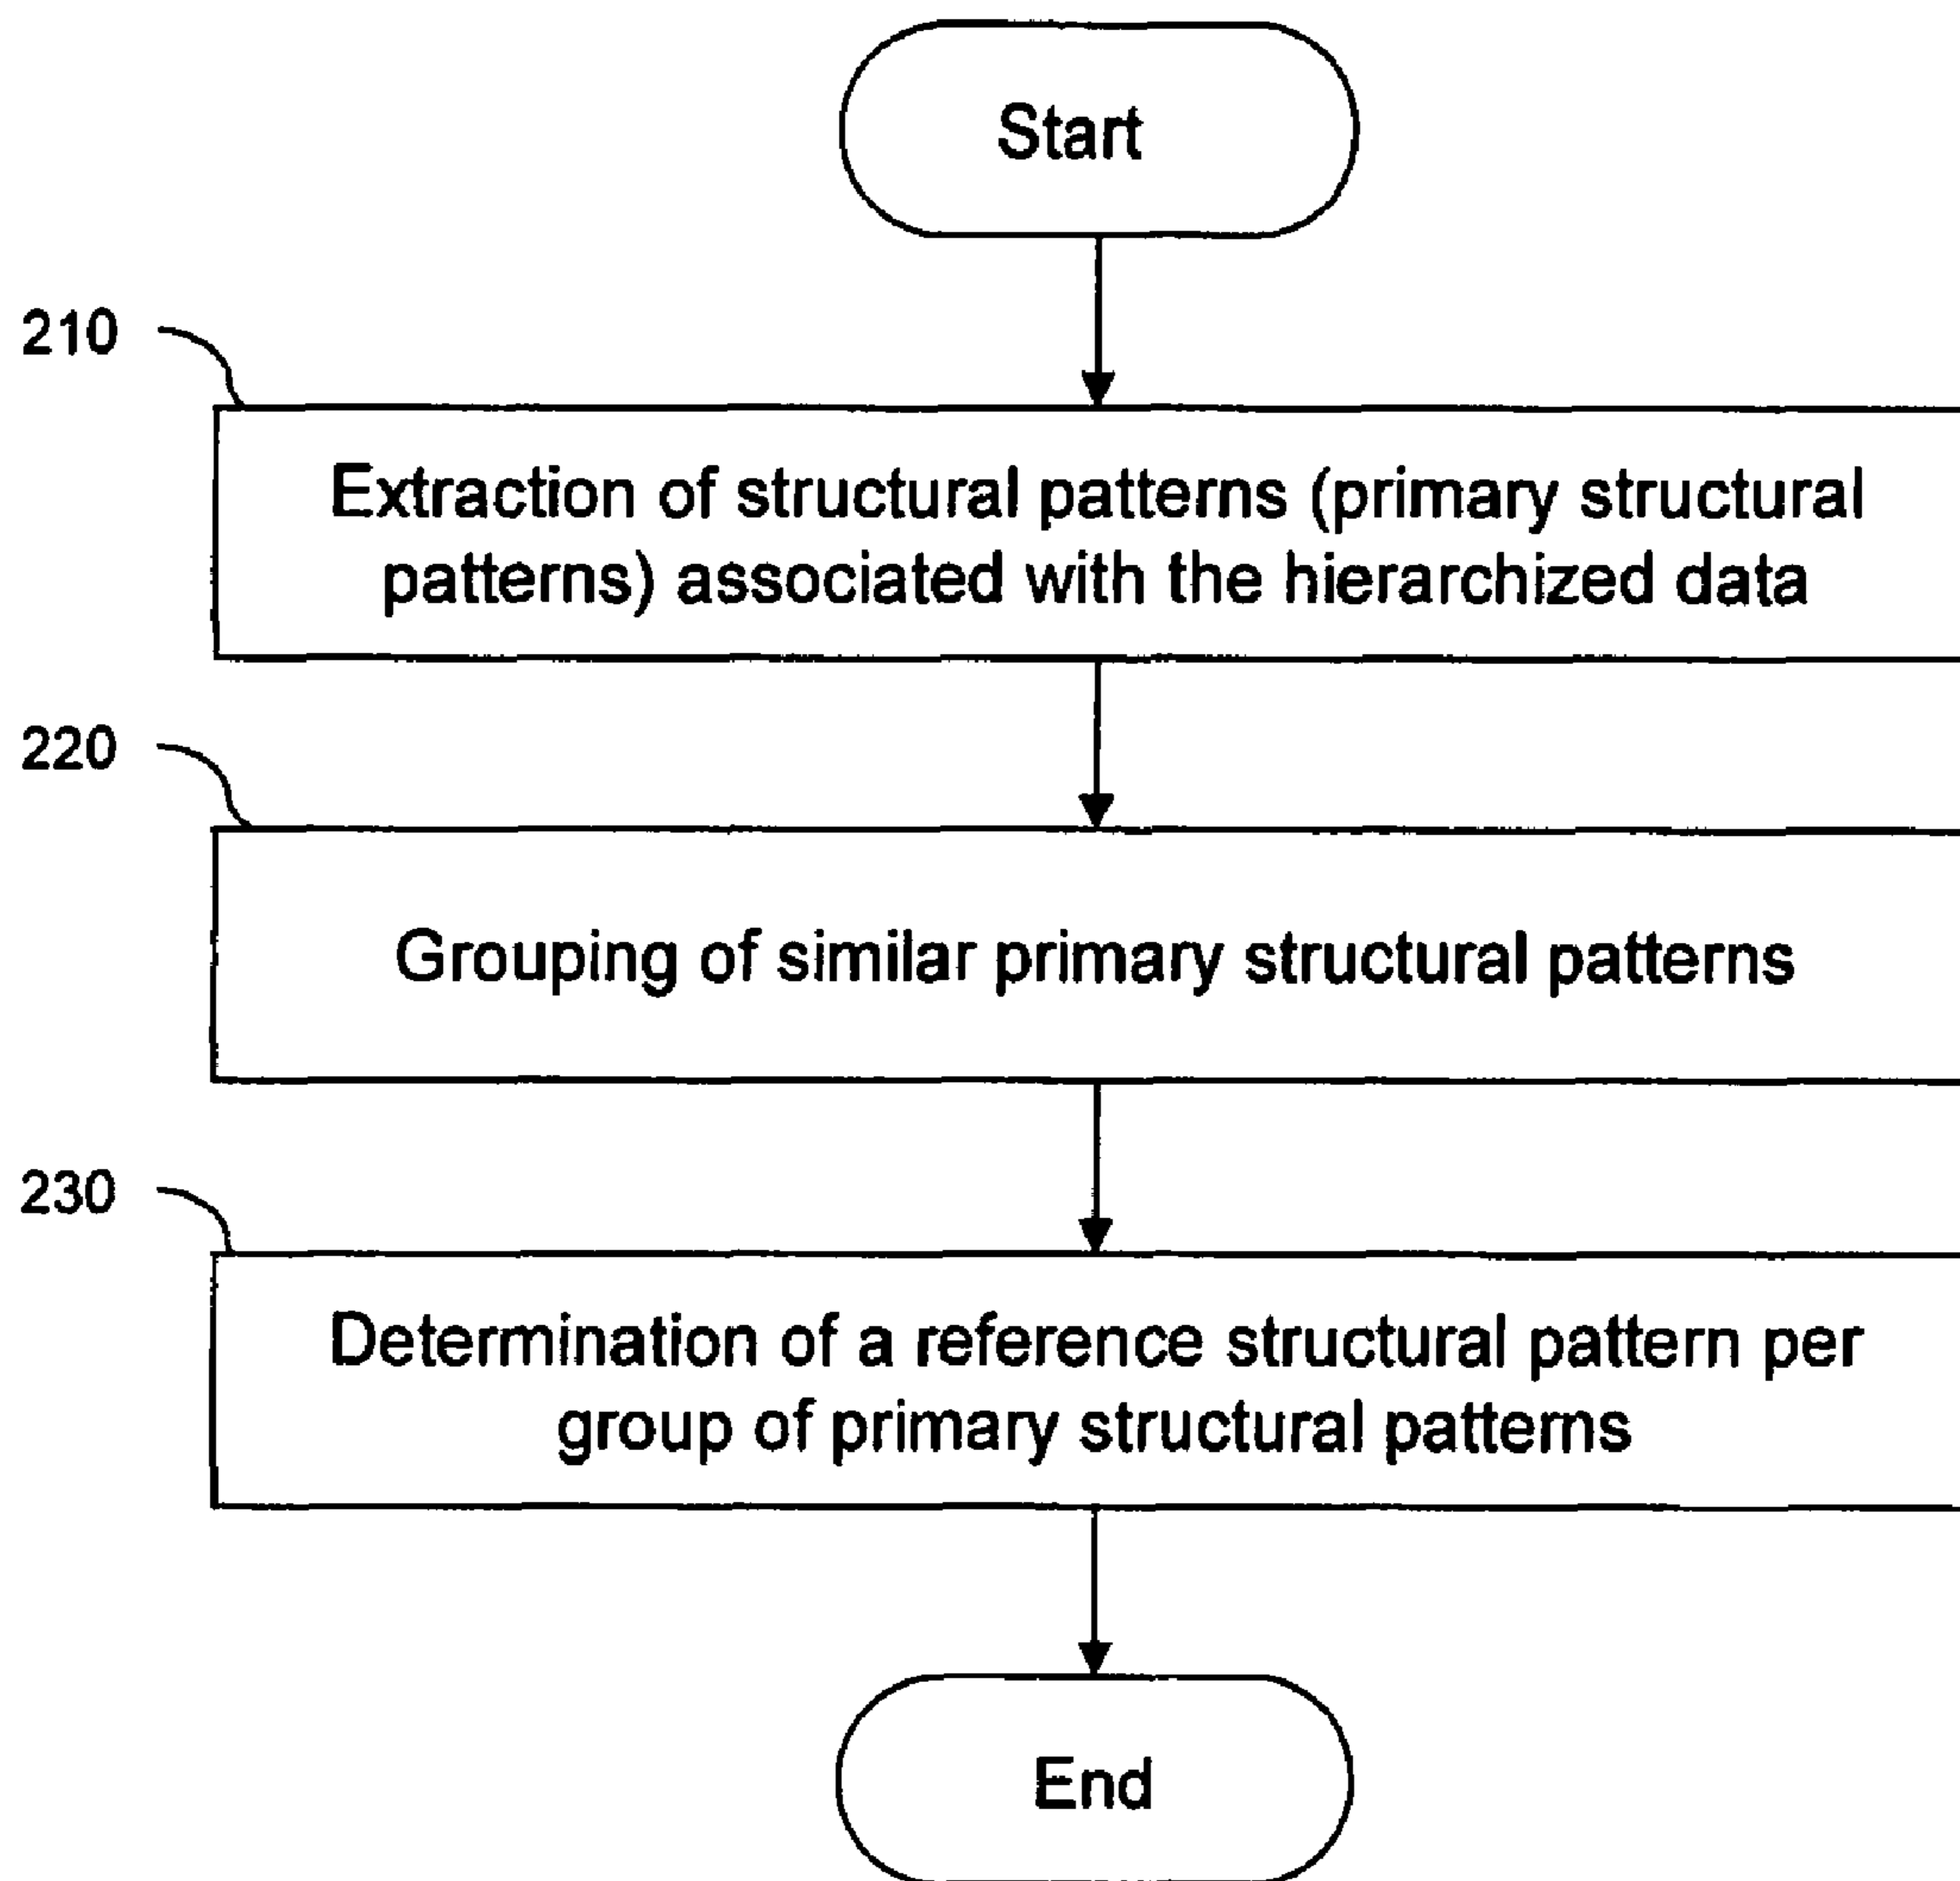 Start
210
Extraction of structural patterns (primary structural
patterns) associated with the hierarchized data
220
Grouping of similar primary structural patterns
230
Determination of a reference structural pattern per
group of primary structural patterns
End